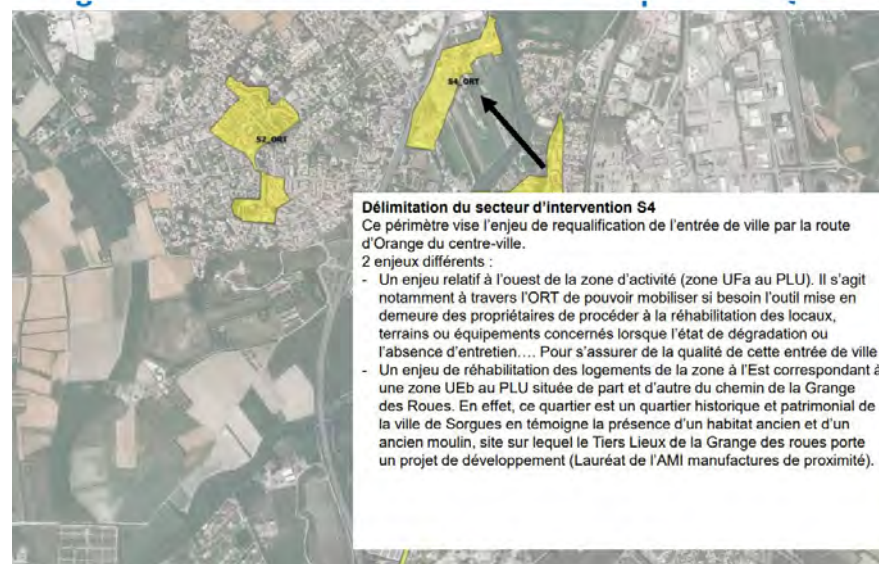 S4_ORT
S2_ORT
Délimitation du secteur d'intervention S4
Ce périmètre vise l'enjeu de requalification de l'entrée de ville par la route
d'Orange du centre-ville.
2 enjeux différents :
- Un enjeu relatif à l'ouest de la zone d'activité (zone UFa au PLU). Il s'agit
notamment à travers l'ORT de pouvoir mobiliser si besoin l'outil mise en
demeure des propriétaires de procéder à la réhabilitation des locaux,
terrains ou équipements concernés lorsque l'état de dégradation ou
l'absence d'entretien…. Pour s'assurer de la qualité de cette entrée de ville
- Un enjeu de réhabilitation des logements de la zone à l'Est correspondant à
une zone UEb au PLU située de part et d'autre du chemin de la Grange
des Roues. En effet, ce quartier est un quartier historique et patrimonial de
la ville de Sorgues en témoigne la présence d'un habitat ancien et d'un
ancien moulin, site sur lequel le Tiers Lieux de la Grange des roues porte
un projet de développement (Lauréat de l'AMI manufactures de proximité).